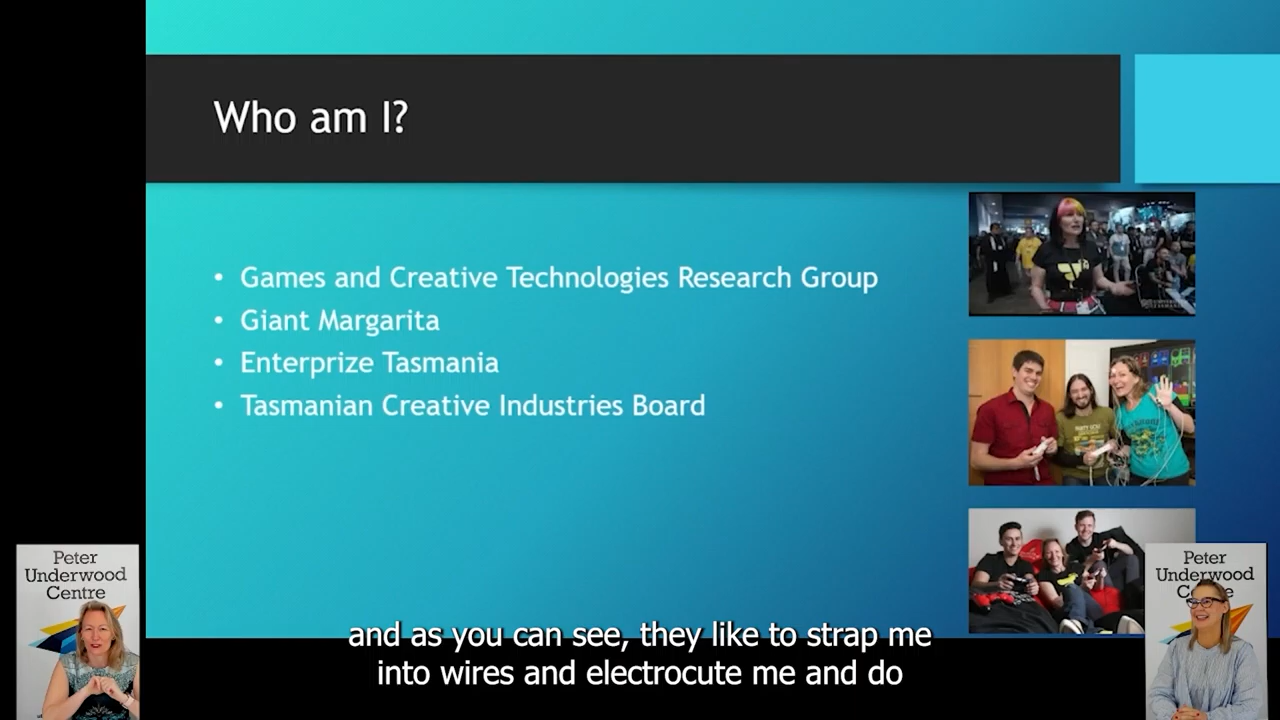 Who am I?
• Games and Creative Technologies Research Group
• Giant Margarita
• Enterprize Tasmania
• Tasmanian Creative Industries Board
Peter
Underwood
Centre
Peter
Underwood
and as you can see, they like to strap me
into wires and electrocute me and do